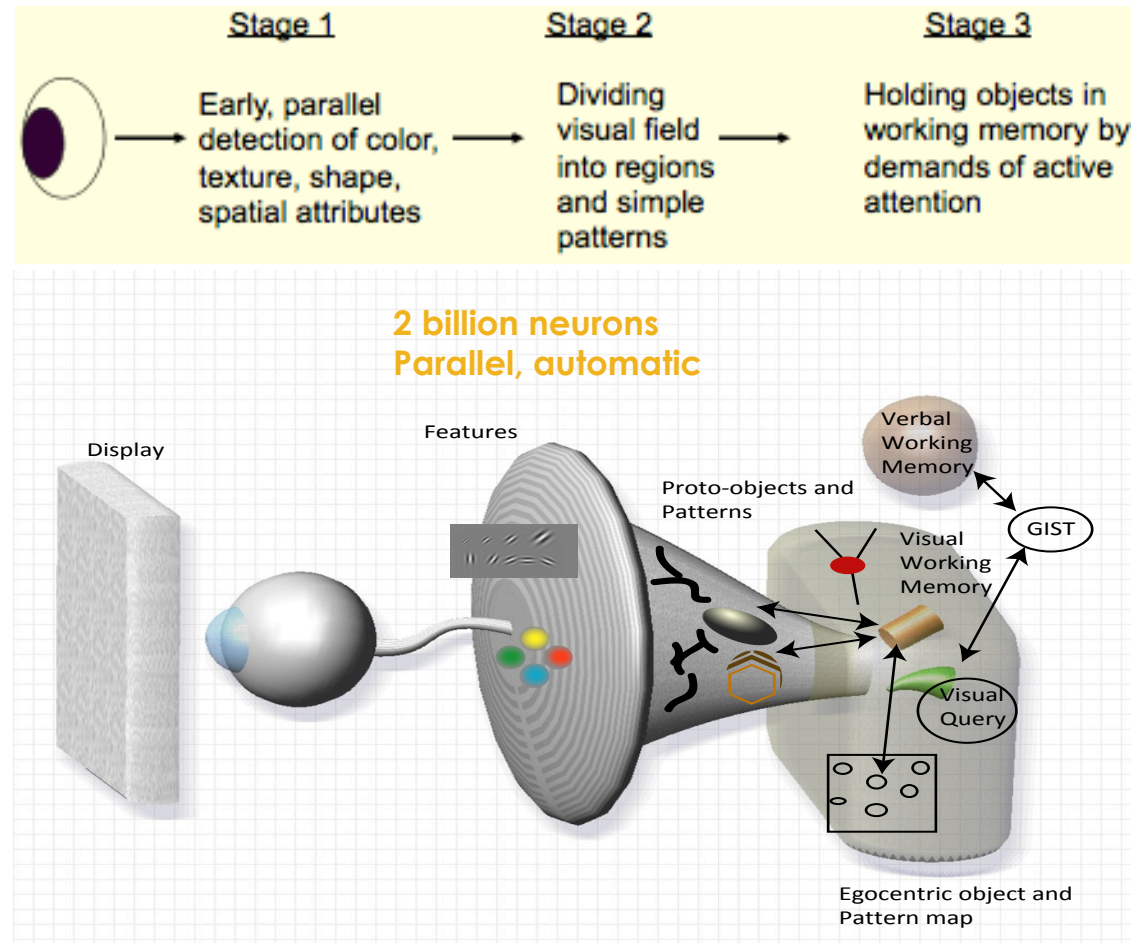 Stage 1
Early, parallel
detection of color,
texture, shape,
spatial attributes
Stage 2
Dividing
visual field
into regions
and simple
patterns
Stage 3
Holding objects in
working memory by
demands of active
attention
2 billion neurons
Parallel, automatic
Display
Features
Proto-objects and
Patterns
Verbal
Working
Memory
GIST
Visual
Working
Memory
Visual
Query
Egocentric object and
Pattern map